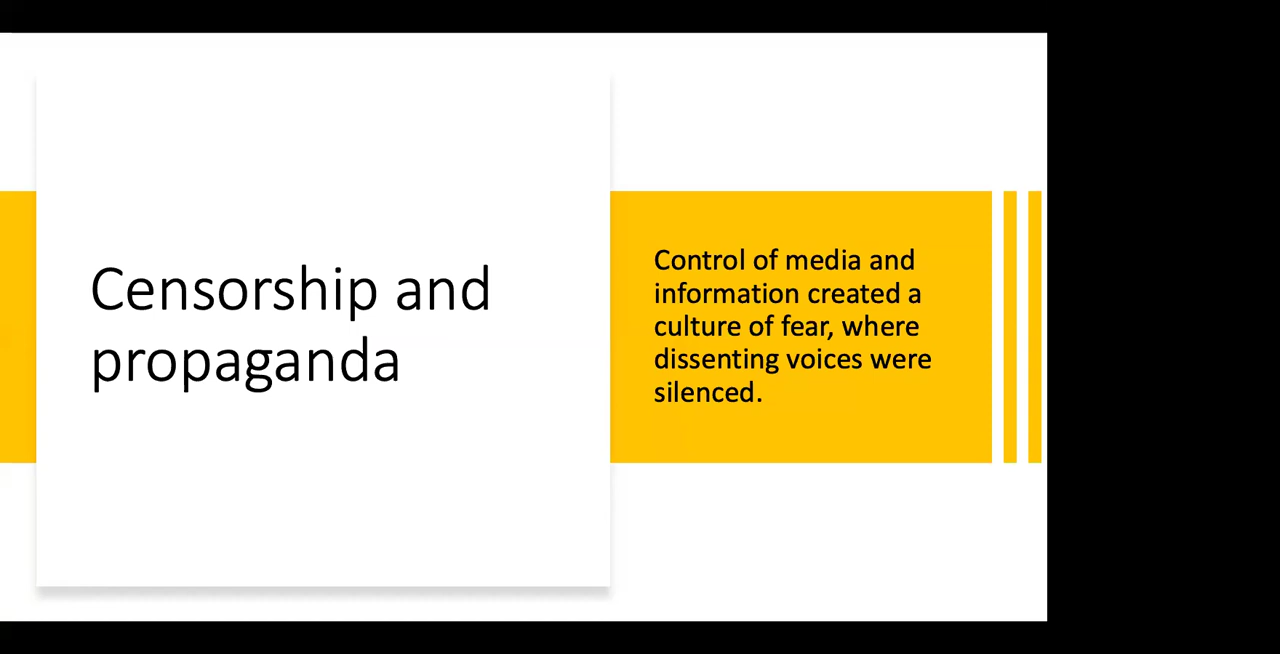 Censorship and
propaganda
Control of media and
information created a
culture of fear, where
dissenting voices were
silenced.